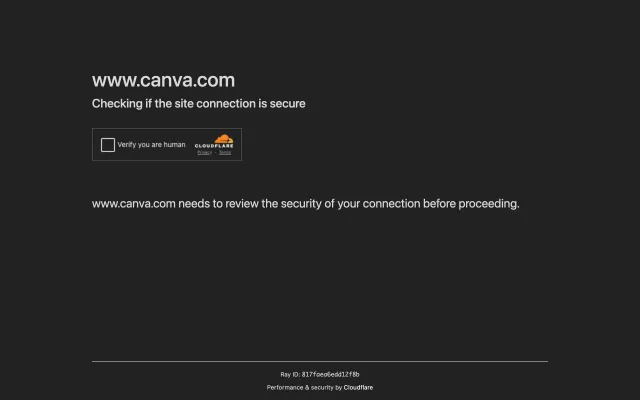 www.canva.com
Checking if the site connection is secure
Verify you are human
CLOUDFLARE
Privacy • Terms
www.canva.com needs to review the security of your connection before proceeding.
Ray ID: 817faea6edd12f8b
Performance & security by Cloudflare